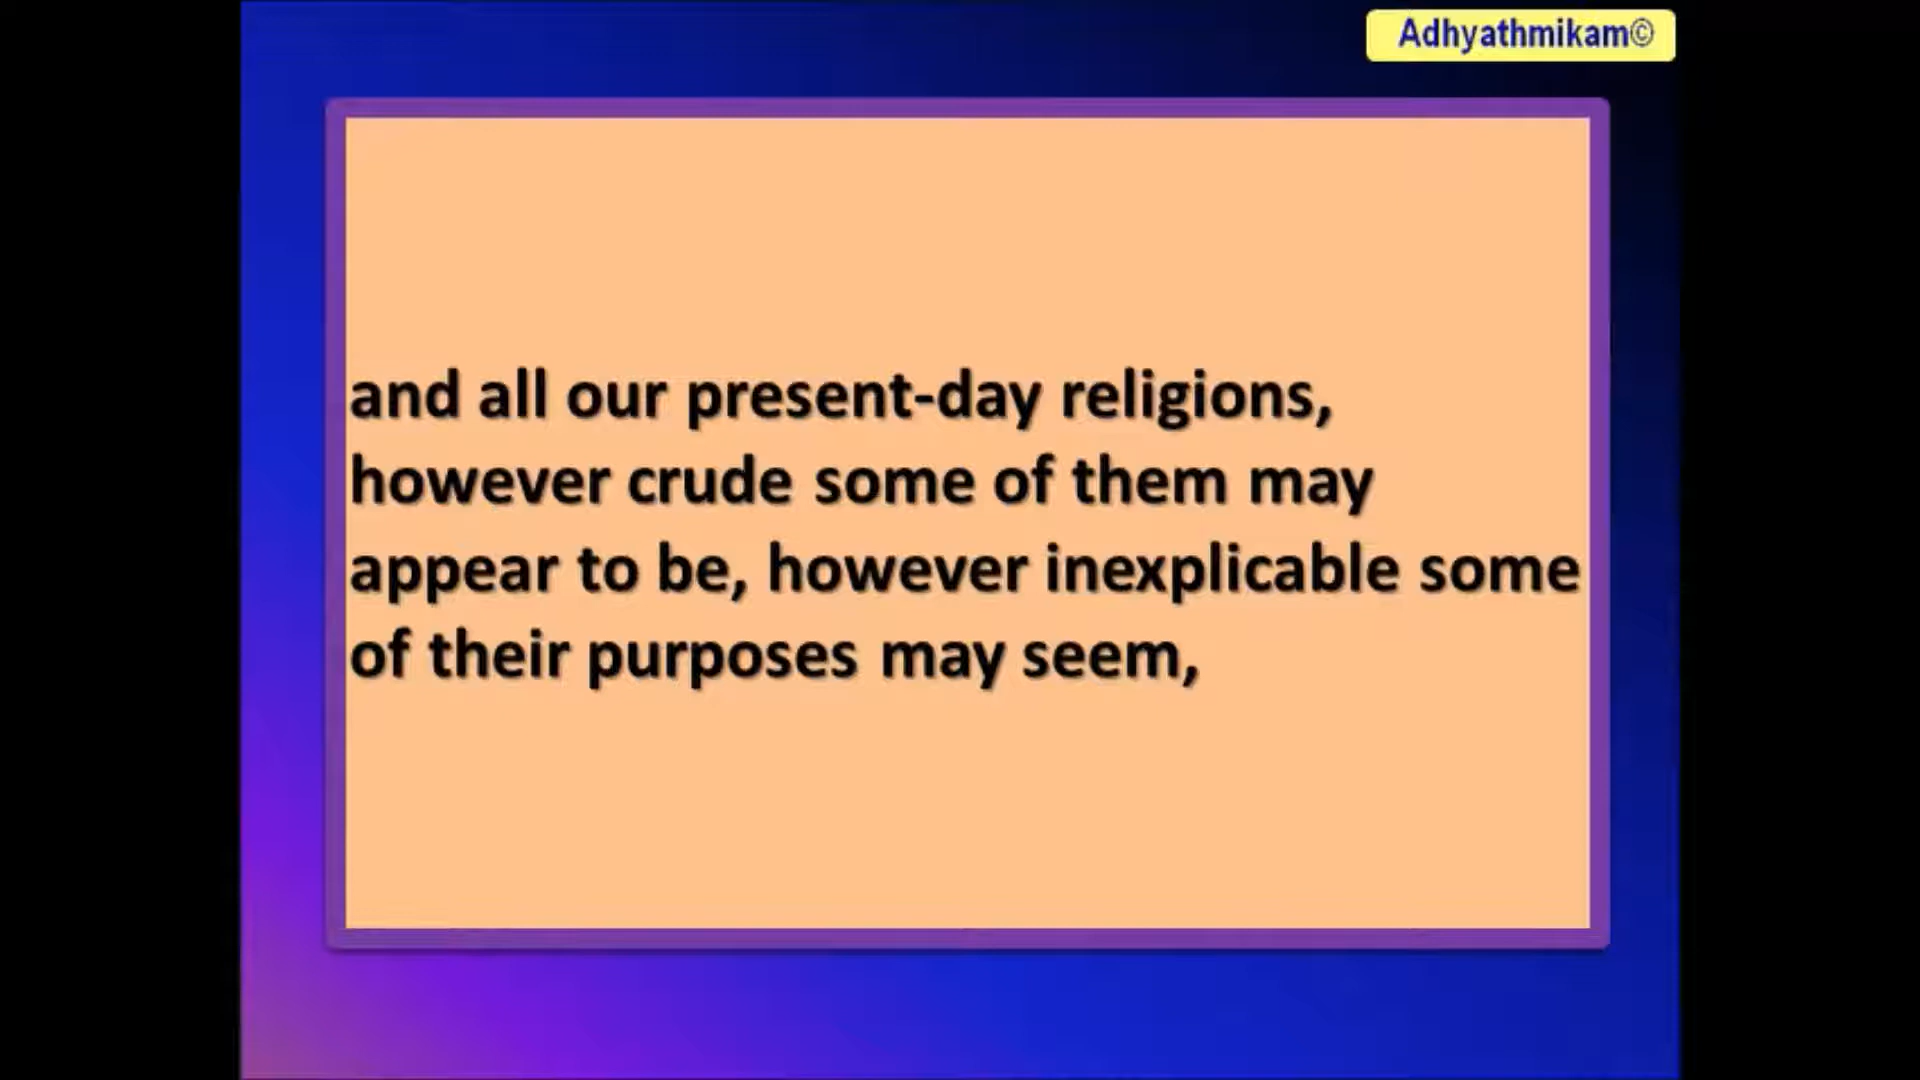 Adhyathmikam©
and all our present-day religions,
however crude some of them may
appear to be, however inexplicable some
of their purposes may seem,